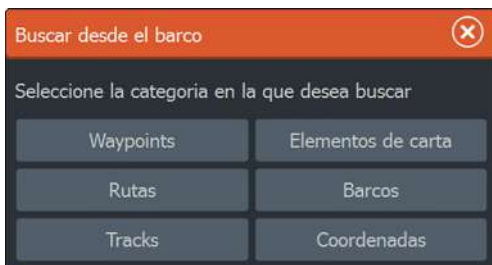 Buscar desde el barco
Seleccione la categoria en la que desea buscar
Waypoints
Elementos de carta
Rutas
Barcos
Tracks
Coordenadas